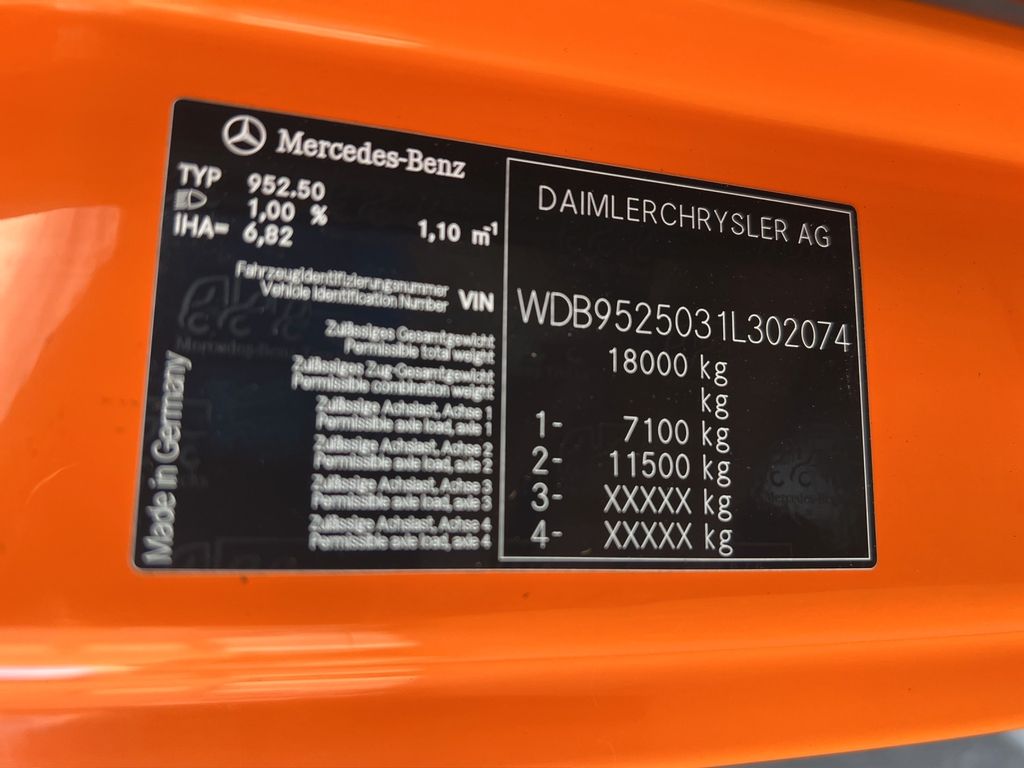 Mercedes-Benz
TYP 952.50
1,00 %
IHA= 6,82 1,10 m⁻¹
DAIMLERCHRYSLER AG
Fahrzeugidentifizierungsnummer
Vehicle Identification Number VIN WDB9525031L302074
Zulässiges Gesamtgewicht
Permissible total weight 18000 kg
Zulässiges Zug-Gesamtgewicht
Permissible combination weight kg
Zulässige Achslast, Achse 1
Permissible axle load, axle 1 1- 7100 kg
Zulässige Achslast, Achse 2
Permissible axle load, axle 2 2- 11500 kg
Zulässige Achslast, Achse 3
Permissible axle load, axle 3 3- XXXXX kg
Zulässige Achslast, Achse 4
Permissible axle load, axle 4 4- XXXXX kg
Made in Germany
Mercedes-Benz